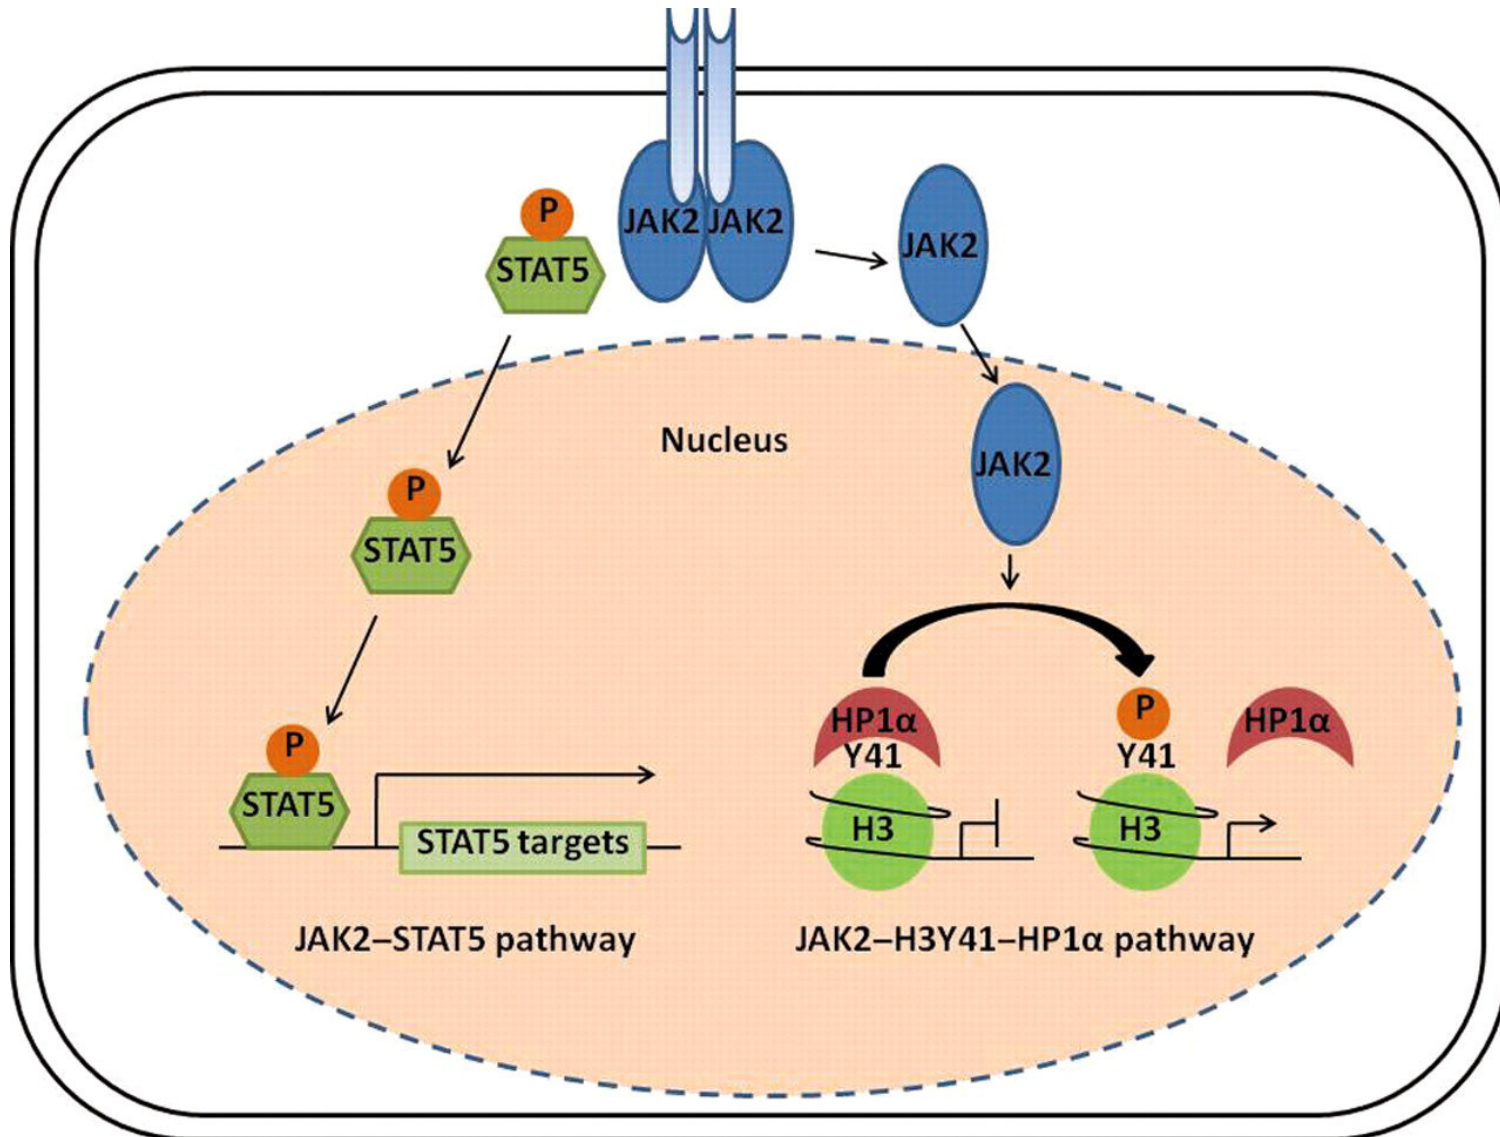 JAK2 JAK2
JAK2
P
STAT5
Nucleus
JAK2
P
STAT5
P
STAT5
STAT5 targets
HP1α
Y41
H3
P
Y41
H3
HP1α
JAK2–STAT5 pathway
JAK2–H3Y41–HP1α pathway